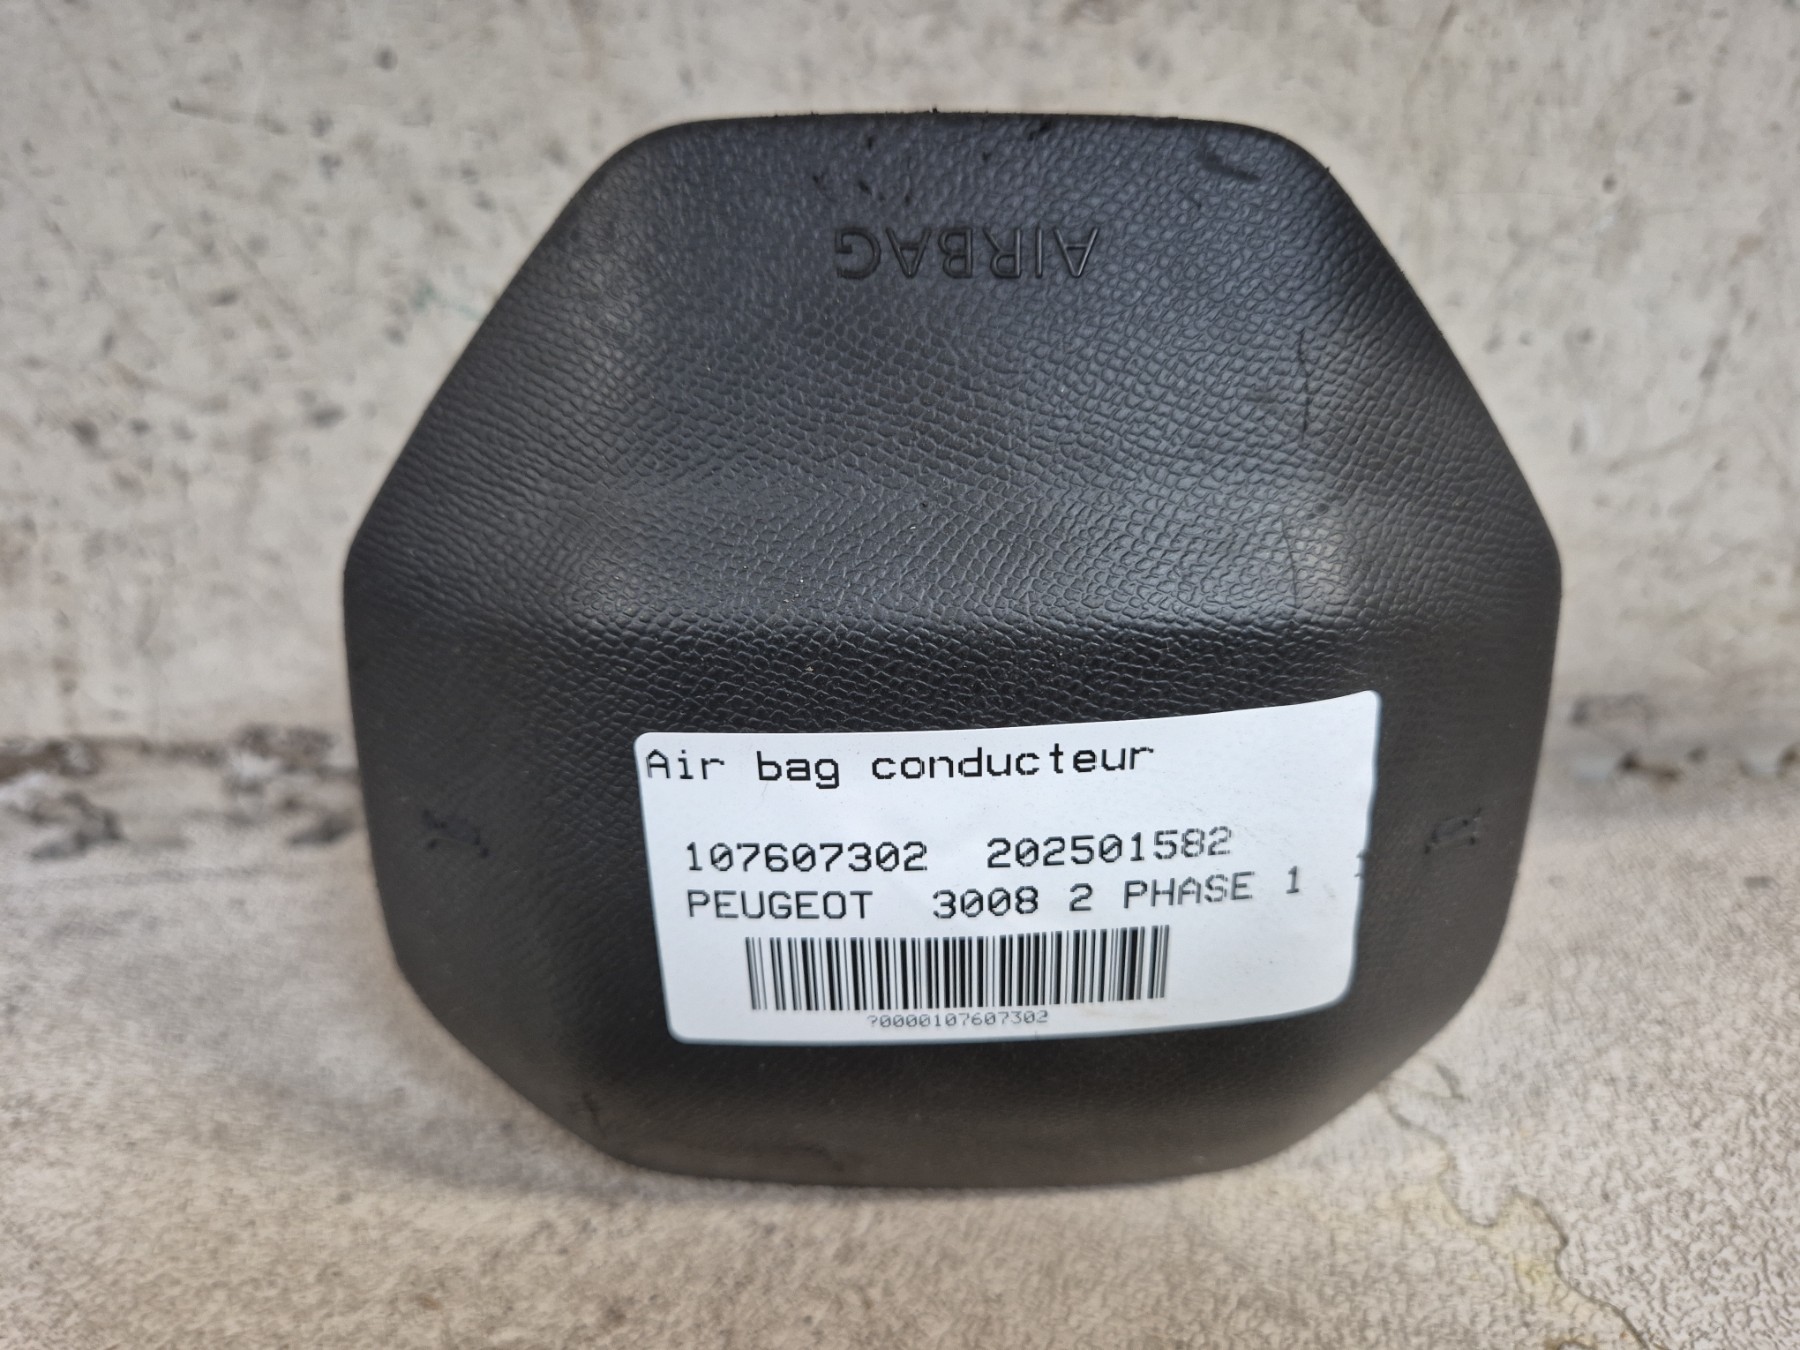 AIRBAG
Air bag conducteur
107607302 202501582
PEUGEOT 3008 2 PHASE 1
?0000107607302